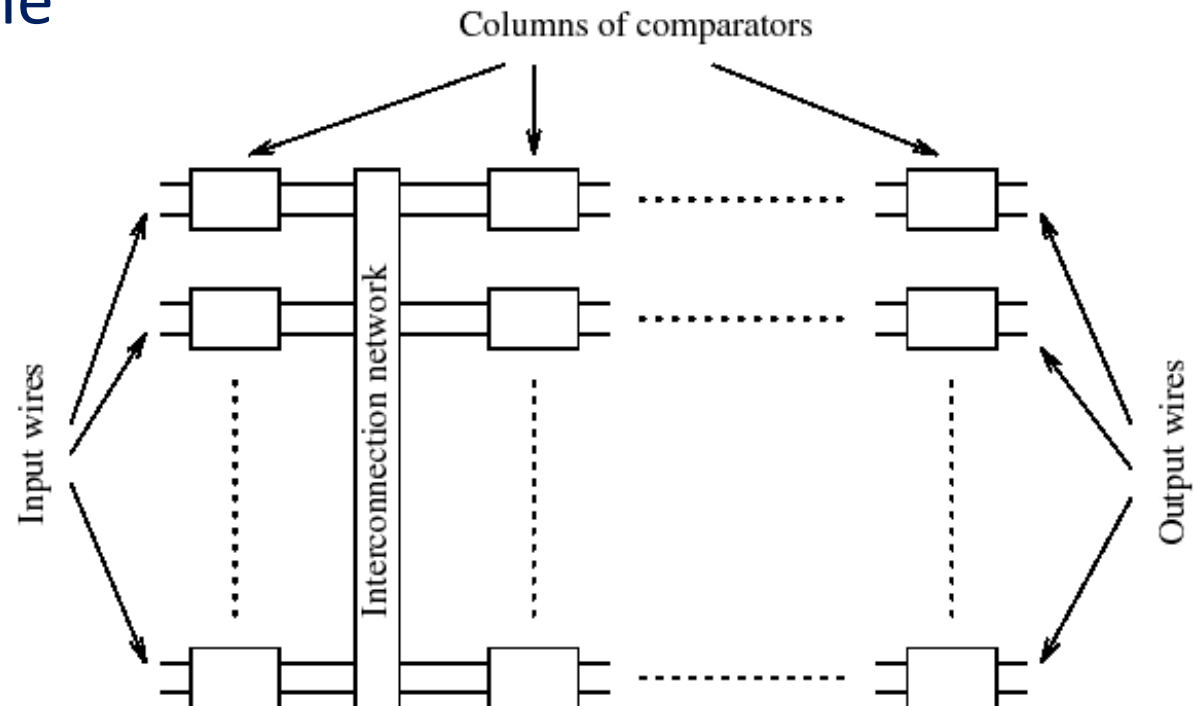 Columns of comparators
Interconnection network
Input wires
Output wires